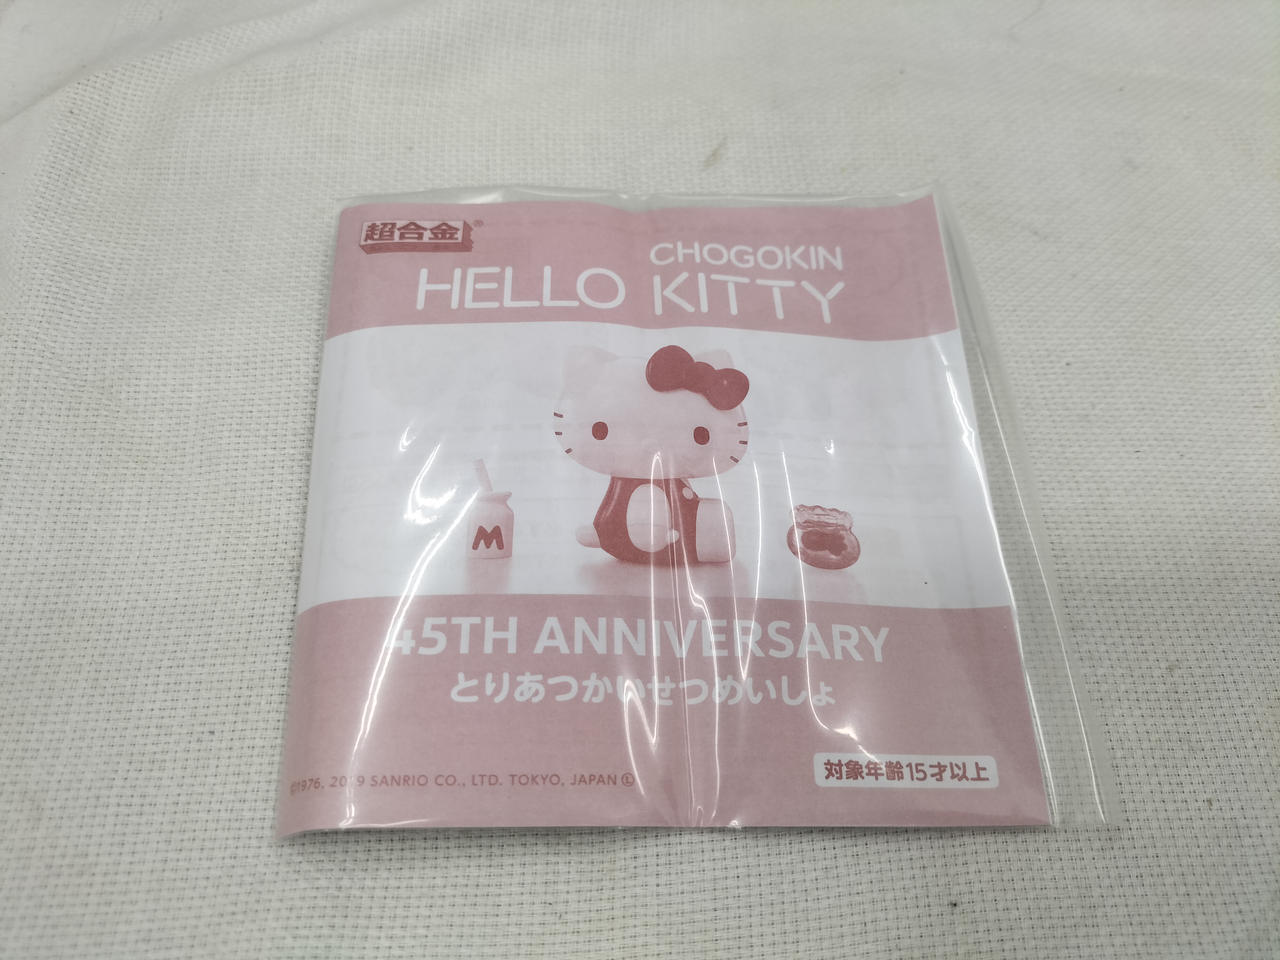 超合金®
CHOGOKIN
HELLO KITTY
M
45TH ANNIVERSARY
とりあつかいせつめいしょ
©1976, 2019 SANRIO CO., LTD. TOKYO, JAPAN Ⓛ
対象年齢15才以上